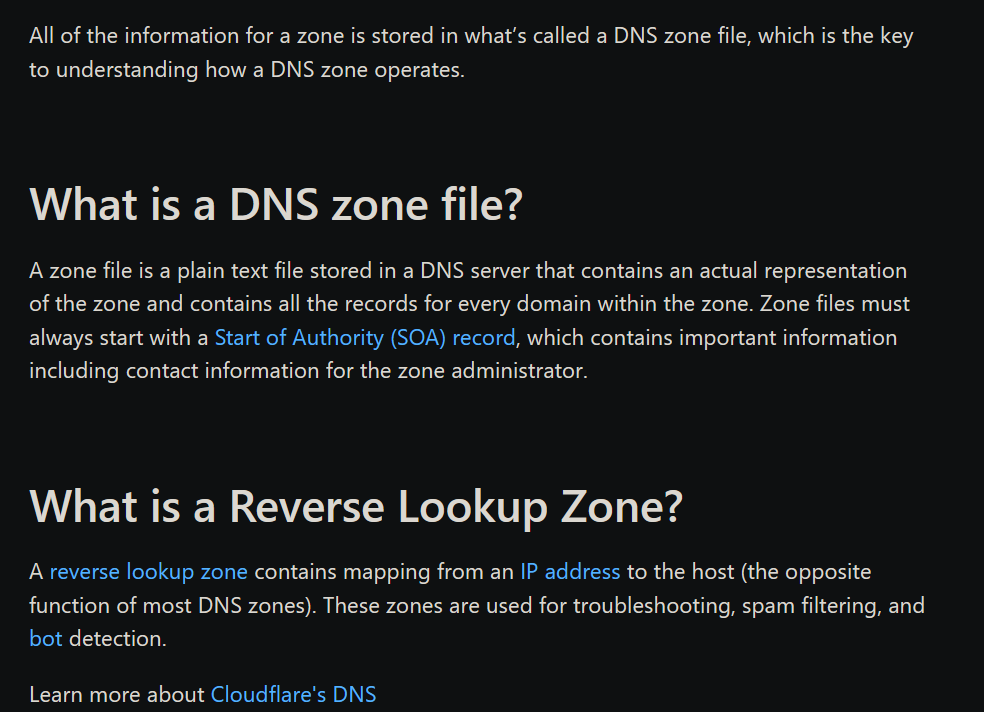 All of the information for a zone is stored in what’s called a DNS zone file, which is the key
to understanding how a DNS zone operates.
What is a DNS zone file?
A zone file is a plain text file stored in a DNS server that contains an actual representation
of the zone and contains all the records for every domain within the zone. Zone files must
always start with a Start of Authority (SOA) record, which contains important information
including contact information for the zone administrator.
What is a Reverse Lookup Zone?
A reverse lookup zone contains mapping from an IP address to the host (the opposite
function of most DNS zones). These zones are used for troubleshooting, spam filtering, and
bot detection.
Learn more about Cloudflare's DNS